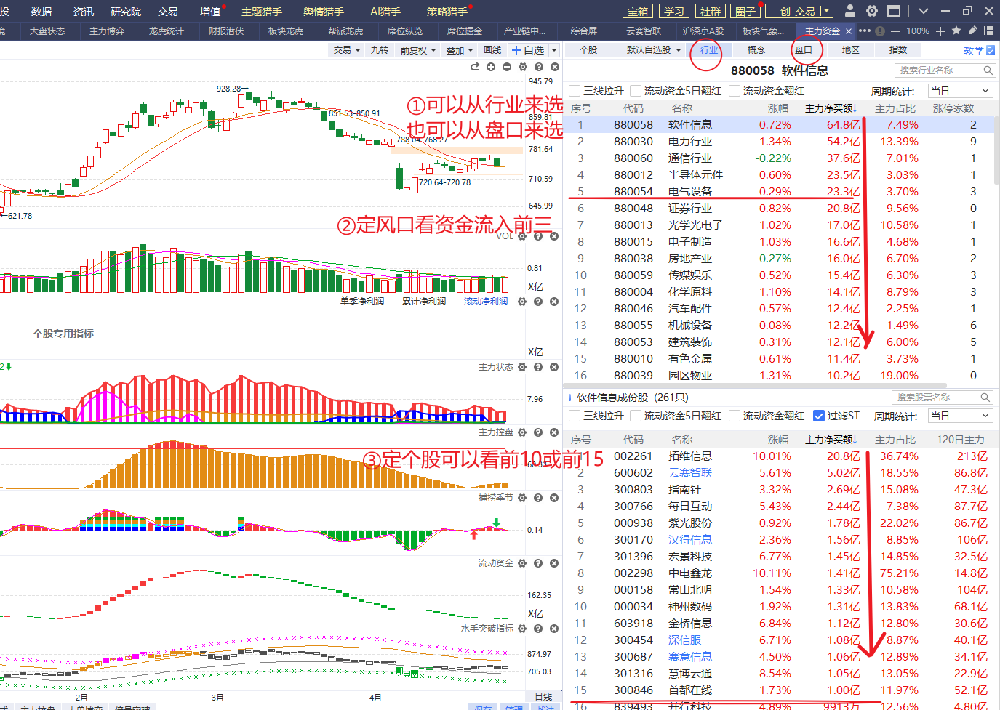 投 数据 资讯 研究院 交易 增值 主题猎手 舆情猎手 AI猎手 策略猎手 宝箱 学习 社群 圈子 一创-交易
境 大盘状态 主力博弈 龙虎统计 财报潜伏 板块龙虎 帮派龙虎 席位纵览 席位掘金 产业链中... 综合屏 云赛智联 沪深京A股 板块气象... 主力资金 100%
交易 九转 前复权 叠加 画线 自选
945.79
928.28
①可以从行业来选
851.53-850.91
859.81
也可以从盘口来选
788.04-768.27
781.64
710.59
720.64-720.78
645.99
621.78
②定风口看资金流入前三
VOL
0.81
X亿
单季净利润 | 累计净利润 | 滚动净利润
个股专用指标
X亿
2 主力状态
7.96
主力控盘
③定个股可以看前10或前15
捕捞季节
0.14
流动资金
162.35
X亿
水手突破指标
874.97
705.03
2月 3月 4月 日线
个股 默认自选股 行业 概念 盘口 地区 指数 教学
880058 软件信息 搜索行业名称
三线拉升 流动资金5日翻红 流动资金翻红 周期统计： 当日
序号 代码 名称 涨幅 主力净买额↓ 主力占比 涨停家数
1 880058 软件信息 0.72% 64.8亿 7.49% 2
2 880030 电力行业 1.34% 54.2亿 13.39% 9
3 880060 通信行业 -0.22% 37.6亿 7.01% 1
4 880012 半导体元件 0.60% 23.5亿 3.03% 1
5 880054 电气设备 0.29% 23.3亿 3.70% 3
6 880048 证券行业 0.82% 20.8亿 9.56% 0
7 880013 光学光电子 1.02% 17.0亿 10.58% 1
8 880015 电子制造 1.03% 16.6亿 4.68% 1
9 880038 房地产业 -0.27% 16.0亿 6.70% 2
10 880059 传媒娱乐 0.52% 15.4亿 6.30% 3
11 880004 化学原料 1.10% 14.1亿 8.79% 3
12 880046 汽车配件 0.57% 12.4亿 2.25% 1
13 880055 机械设备 0.08% 12.2亿 1.49% 6
14 880053 建筑装饰 0.31% 12.1亿 6.00% 5
15 880010 有色金属 0.61% 11.4亿 3.73% 1
16 880039 园区物业 1.31% 10.2亿 19.00% 0
软件信息成份股（261只） 搜索股票名称
三线拉升 流动资金5日翻红 流动资金翻红 过滤ST 周期统计： 当日
序号 代码 名称 涨幅 主力净买额↓ 主力占比 120日主力
002261 拓维信息 10.01% 20.8亿 36.74% 213亿
2 600602 云赛智联 5.61% 5.02亿 18.55% 86.8亿
3 300803 指南针 3.32% 2.69亿 15.08% 47.3亿
4 300766 每日互动 5.43% 2.44亿 7.38% 87.7亿
5 000938 紫光股份 0.92% 1.78亿 22.02% 86.7亿
6 300170 汉得信息 2.36% 1.56亿 8.85% 106亿
7 301396 宏景科技 6.77% 1.45亿 14.85% 32.5亿
8 002298 中电鑫龙 10.11% 1.41亿 75.21% 14.8亿
9 000158 常山北明 1.54% 1.33亿 10.58% 104亿
10 000034 神州数码 1.92% 1.31亿 13.83% 68.1亿
11 603918 金桥信息 6.84% 1.12亿 12.80% 30.6亿
12 300454 深信服 6.71% 1.08亿 8.87% 40.1亿
13 300687 赛意信息 4.50% 1.06亿 12.89% 34.1亿
14 301316 慧博云通 8.54% 1.05亿 13.05% 22.9亿
15 300846 首都在线 1.73% 1.00亿 11.97% 52.1亿
16 839493 并行科技 4.89% 9913万 12.56% 4.80亿